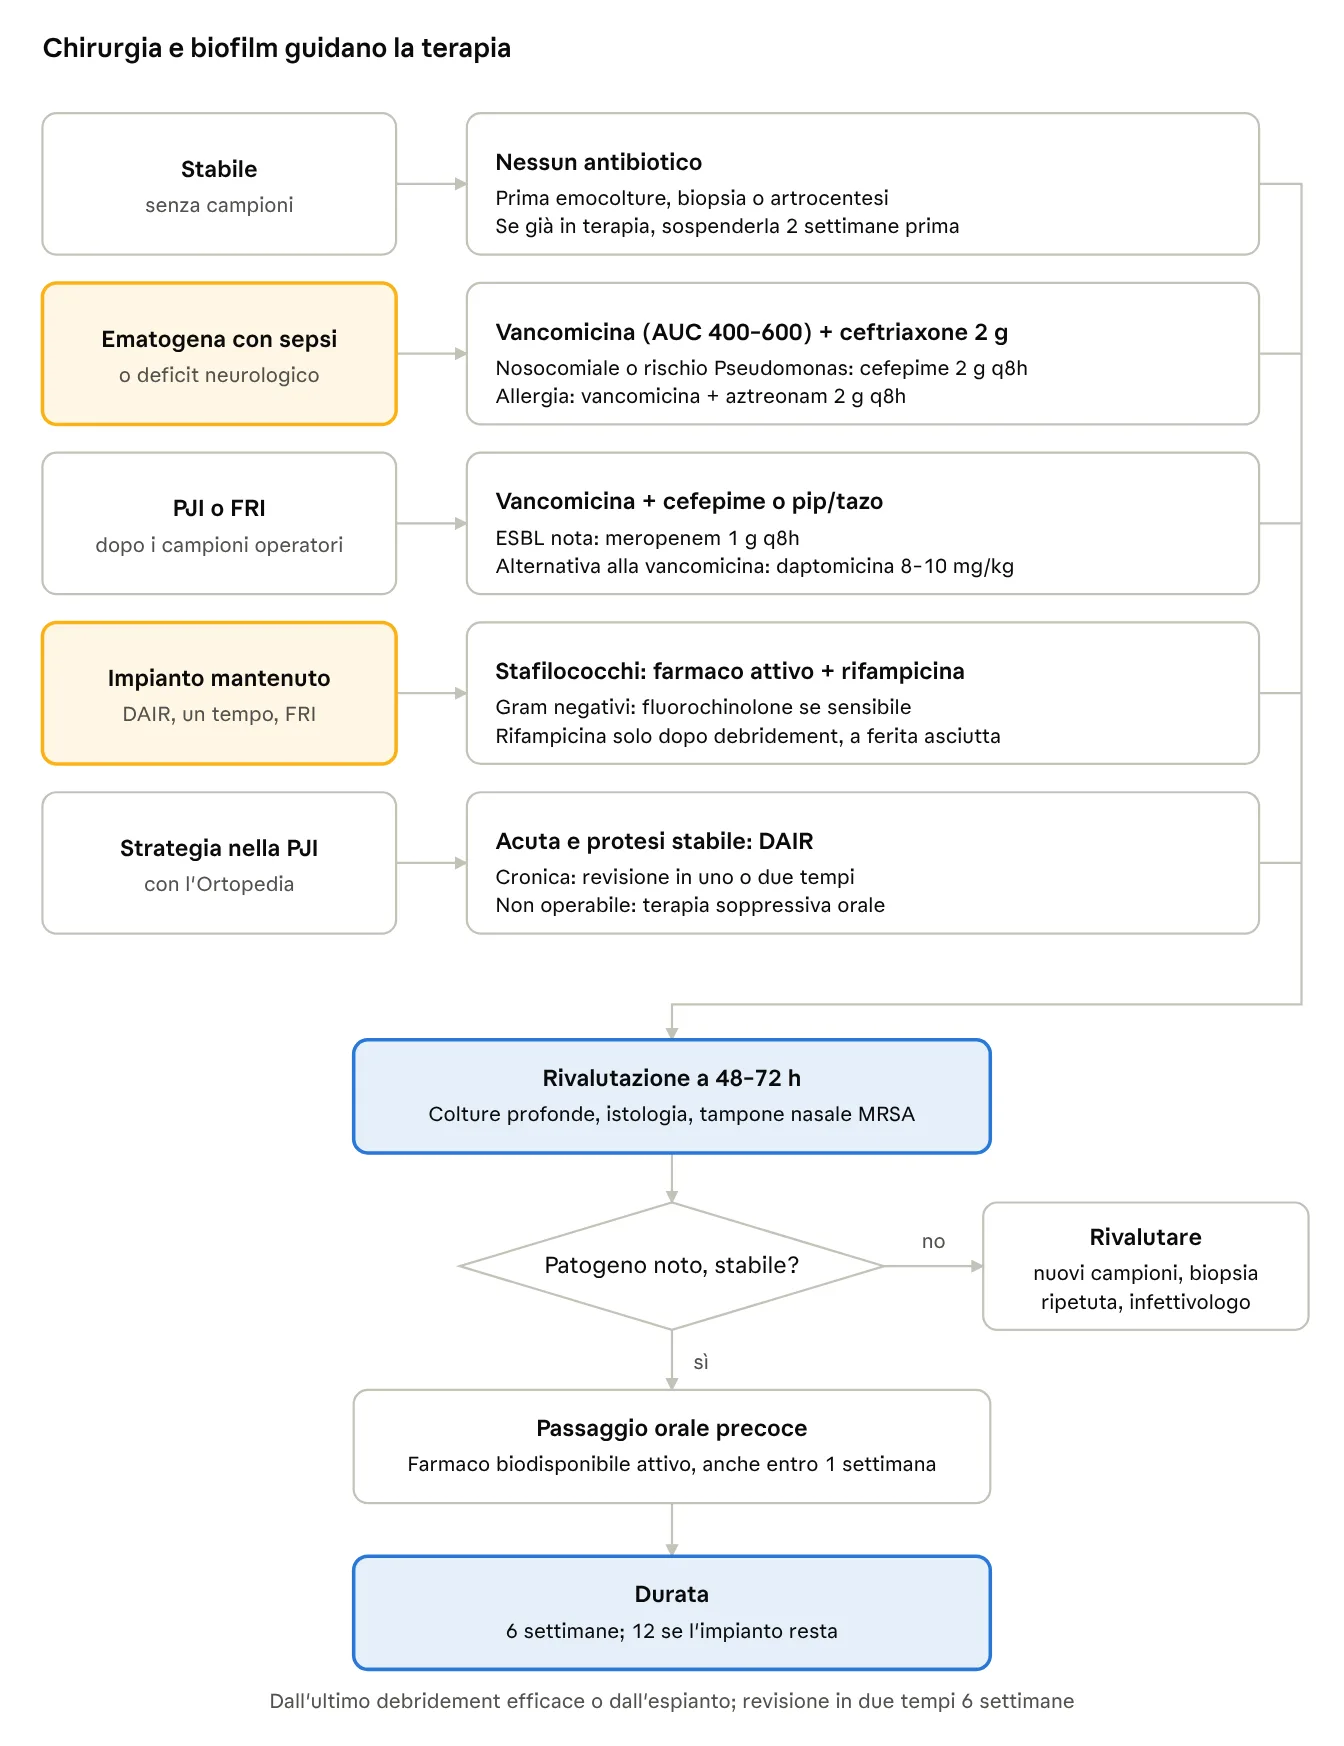 Chirurgia e biofilm guidano la terapia
Stabile
senza campioni
Nessun antibiotico
Prima emocolture, biopsia o artrocentesi
Se già in terapia, sospenderla 2 settimane prima
Ematogena con sepsi
o deficit neurologico
Vancomicina (AUC 400–600) + ceftriaxone 2 g
Nosocomiale o rischio Pseudomonas: cefepime 2 g q8h
Allergia: vancomicina + aztreonam 2 g q8h
PJI o FRI
dopo i campioni operatori
Vancomicina + cefepime o pip/tazo
ESBL nota: meropenem 1 g q8h
Alternativa alla vancomicina: daptomicina 8–10 mg/kg
Impianto mantenuto
DAIR, un tempo, FRI
Stafilococchi: farmaco attivo + rifampicina
Gram negativi: fluorochinolone se sensibile
Rifampicina solo dopo debridement, a ferita asciutta
Strategia nella PJI
con l'Ortopedia
Acuta e protesi stabile: DAIR
Cronica: revisione in uno o due tempi
Non operabile: terapia soppressiva orale
Rivalutazione a 48–72 h
Colture profonde, istologia, tampone nasale MRSA
Patogeno noto, stabile?
no
Rivalutare
nuovi campioni, biopsia
ripetuta, infettivologo
sì
Passaggio orale precoce
Farmaco biodisponibile attivo, anche entro 1 settimana
Durata
6 settimane; 12 se l'impianto resta
Dall'ultimo debridement efficace o dall'espianto; revisione in due tempi 6 settimane